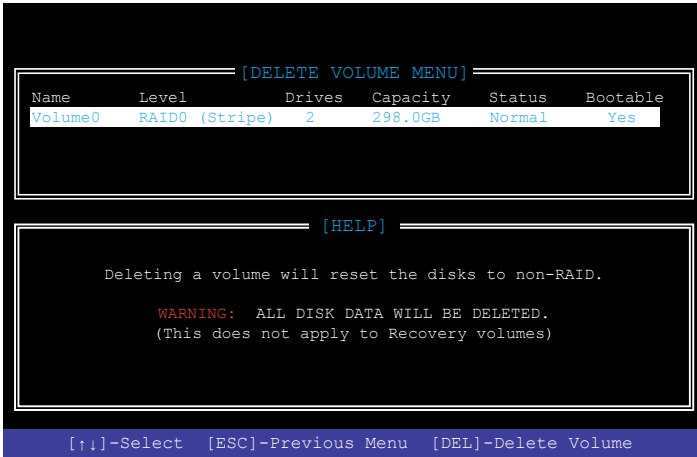 [DELETE VOLUME MENU]
Name Level Drives Capacity Status Bootable
Volume0 RAID0 (Stripe) 2 298.0GB Normal Yes
[HELP]
Deleting a volume will reset the disks to non-RAID.
WARNING: ALL DISK DATA WILL BE DELETED.
(This does not apply to Recovery volumes)
[↑↓]-Select [ESC]-Previous Menu [DEL]-Delete Volume